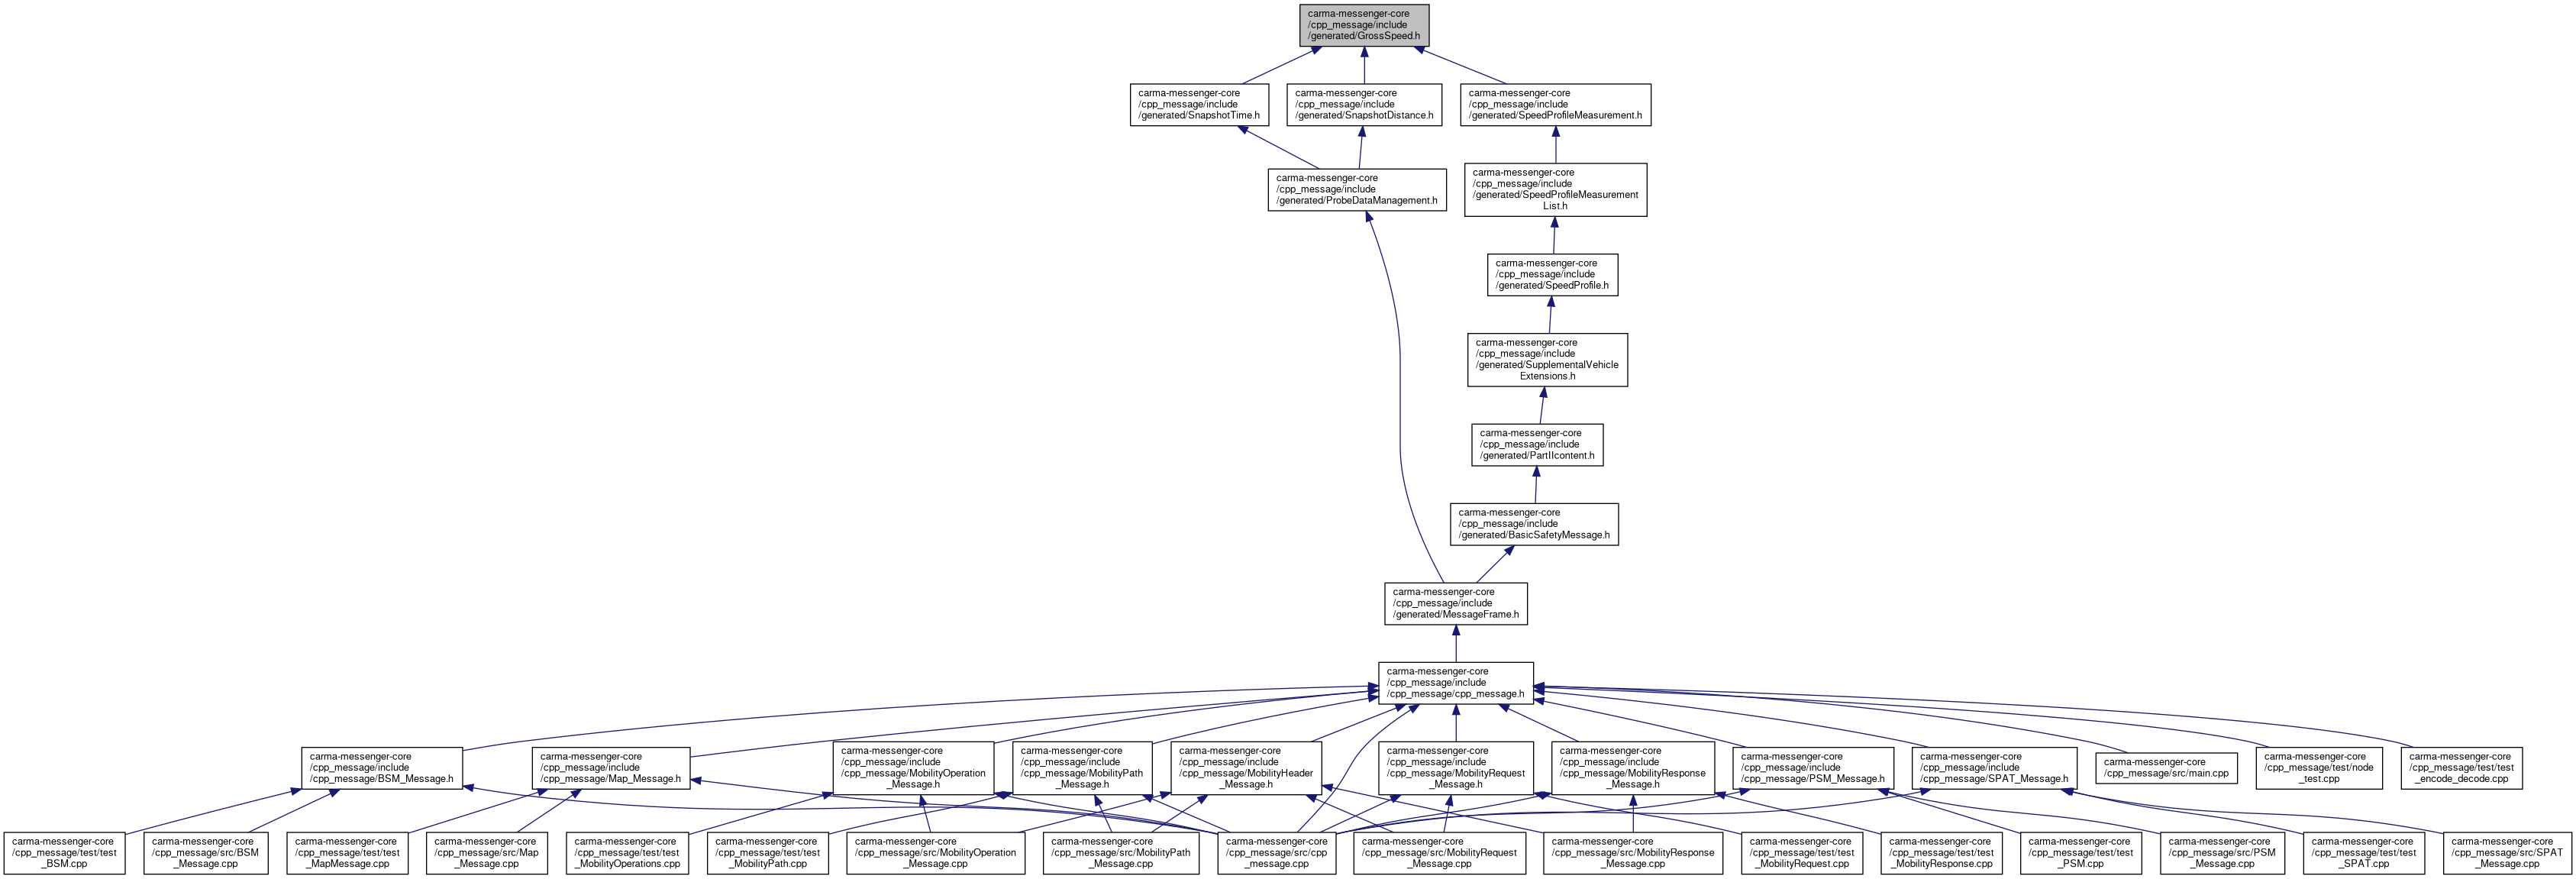 carma-messenger-core
/cpp_message/include
/generated/GrossSpeed.h
carma-messenger-core
/cpp_message/include
/generated/SnapshotTime.h
carma-messenger-core
/cpp_message/include
/generated/SnapshotDistance.h
carma-messenger-core
/cpp_message/include
/generated/SpeedProfileMeasurement.h
carma-messenger-core
/cpp_message/include
/generated/ProbeDataManagement.h
carma-messenger-core
/cpp_message/include
/generated/SpeedProfileMeasurement
List.h
carma-messenger-core
/cpp_message/include
/generated/SpeedProfile.h
carma-messenger-core
/cpp_message/include
/generated/SupplementalVehicle
Extensions.h
carma-messenger-core
/cpp_message/include
/generated/PartIIcontent.h
carma-messenger-core
/cpp_message/include
/generated/BasicSafetyMessage.h
carma-messenger-core
/cpp_message/include
/generated/MessageFrame.h
carma-messenger-core
/cpp_message/include
/cpp_message/cpp_message.h
carma-messenger-core
/cpp_message/include
/cpp_message/BSM_Message.h
carma-messenger-core
/cpp_message/include
/cpp_message/Map_Message.h
carma-messenger-core
/cpp_message/include
/cpp_message/MobilityOperation
_Message.h
carma-messenger-core
/cpp_message/include
/cpp_message/MobilityPath
_Message.h
carma-messenger-core
/cpp_message/include
/cpp_message/MobilityHeader
_Message.h
carma-messenger-core
/cpp_message/include
/cpp_message/MobilityRequest
_Message.h
carma-messenger-core
/cpp_message/include
/cpp_message/MobilityResponse
_Message.h
carma-messenger-core
/cpp_message/include
/cpp_message/PSM_Message.h
carma-messenger-core
/cpp_message/include
/cpp_message/SPAT_Message.h
carma-messenger-core
/cpp_message/src/main.cpp
carma-messenger-core
/cpp_message/test/node
_test.cpp
carma-messenger-core
/cpp_message/test/test
_encode_decode.cpp
carma-messenger-core
/cpp_message/test/test
_BSM.cpp
carma-messenger-core
/cpp_message/src/BSM
_Message.cpp
carma-messenger-core
/cpp_message/test/test
_MapMessage.cpp
carma-messenger-core
/cpp_message/src/Map
_Message.cpp
carma-messenger-core
/cpp_message/test/test
_MobilityOperations.cpp
carma-messenger-core
/cpp_message/test/test
_MobilityPath.cpp
carma-messenger-core
/cpp_message/src/MobilityOperation
_Message.cpp
carma-messenger-core
/cpp_message/src/MobilityPath
_Message.cpp
carma-messenger-core
/cpp_message/src/cpp
_message.cpp
carma-messenger-core
/cpp_message/src/MobilityRequest
_Message.cpp
carma-messenger-core
/cpp_message/src/MobilityResponse
_Message.cpp
carma-messenger-core
/cpp_message/test/test
_MobilityRequest.cpp
carma-messenger-core
/cpp_message/test/test
_MobilityResponse.cpp
carma-messenger-core
/cpp_message/test/test
_PSM.cpp
carma-messenger-core
/cpp_message/src/PSM
_Message.cpp
carma-messenger-core
/cpp_message/test/test
_SPAT.cpp
carma-messenger-core
/cpp_message/src/SPAT
_Message.cpp